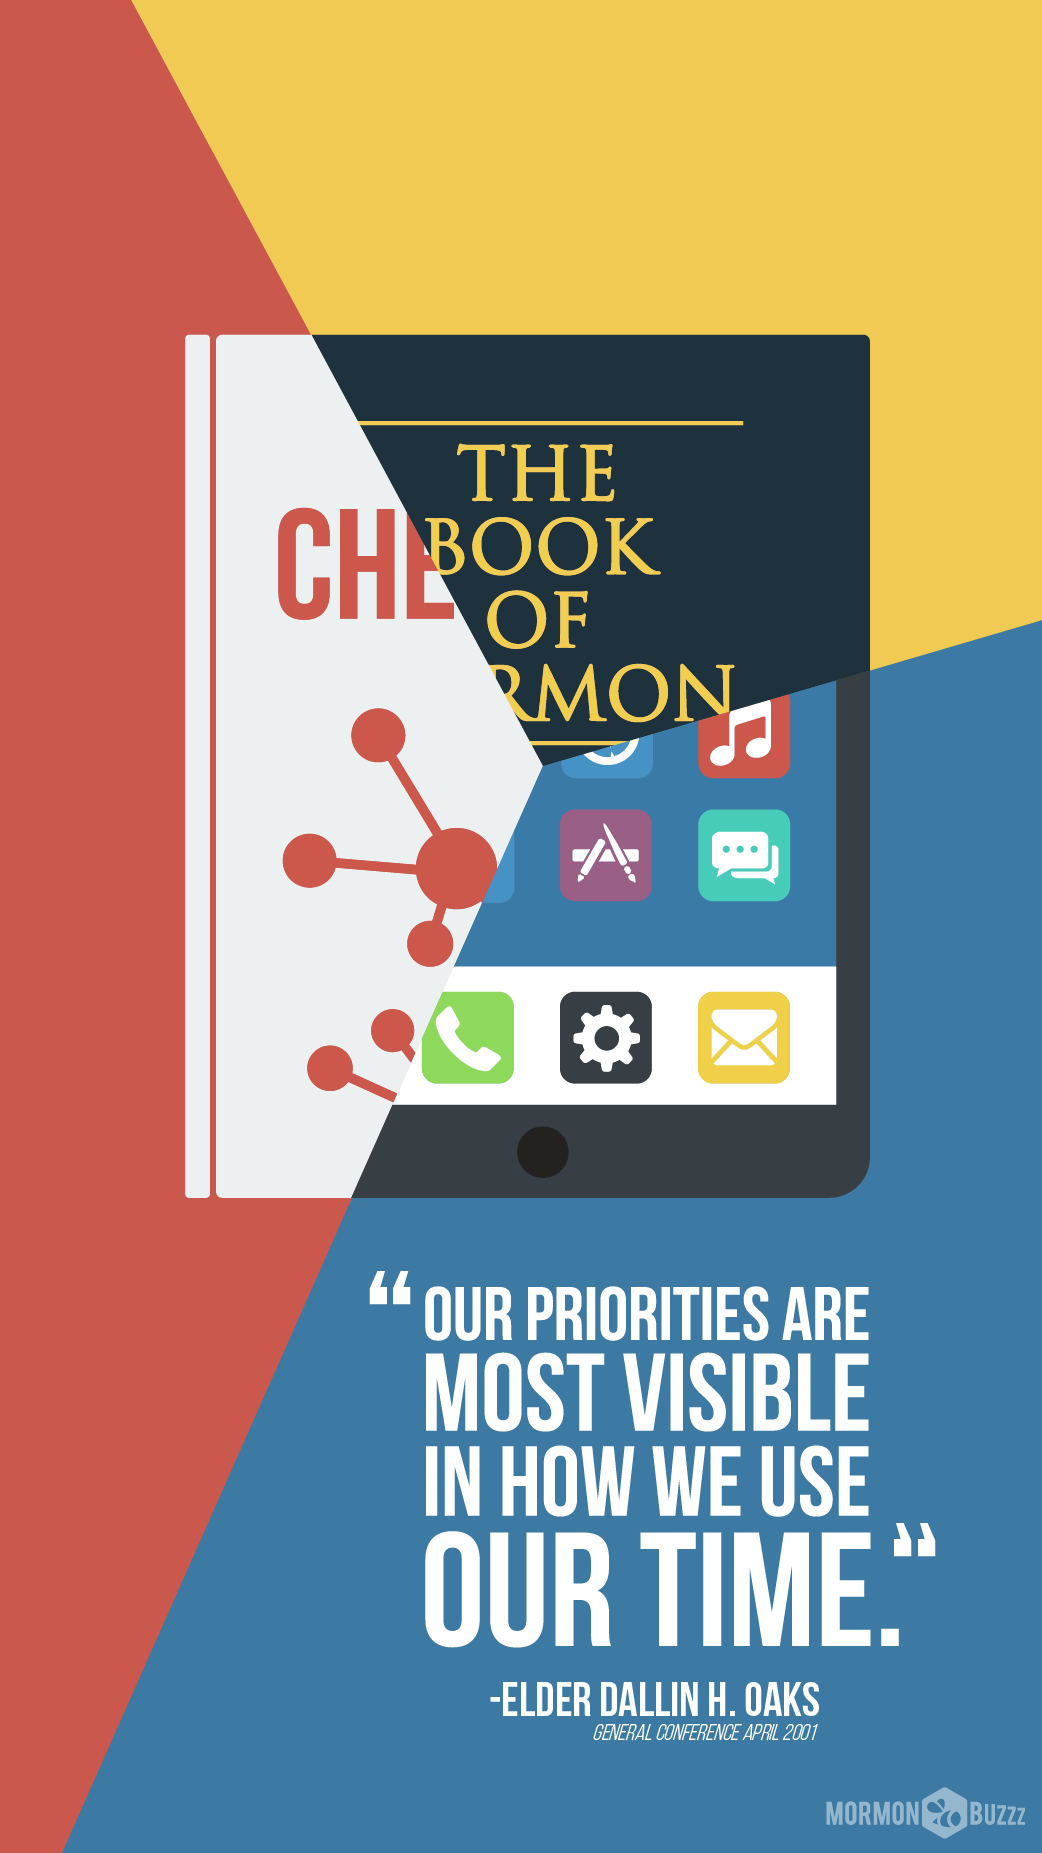 THE
BOOK
CHE
OF
RMON
“OUR PRIORITIES ARE
MOST VISIBLE
IN HOW WE USE
OUR TIME.”
-ELDER DALLIN H. OAKS
GENERAL CONFERENCE APRIL 2001
MORMON BUZZZ